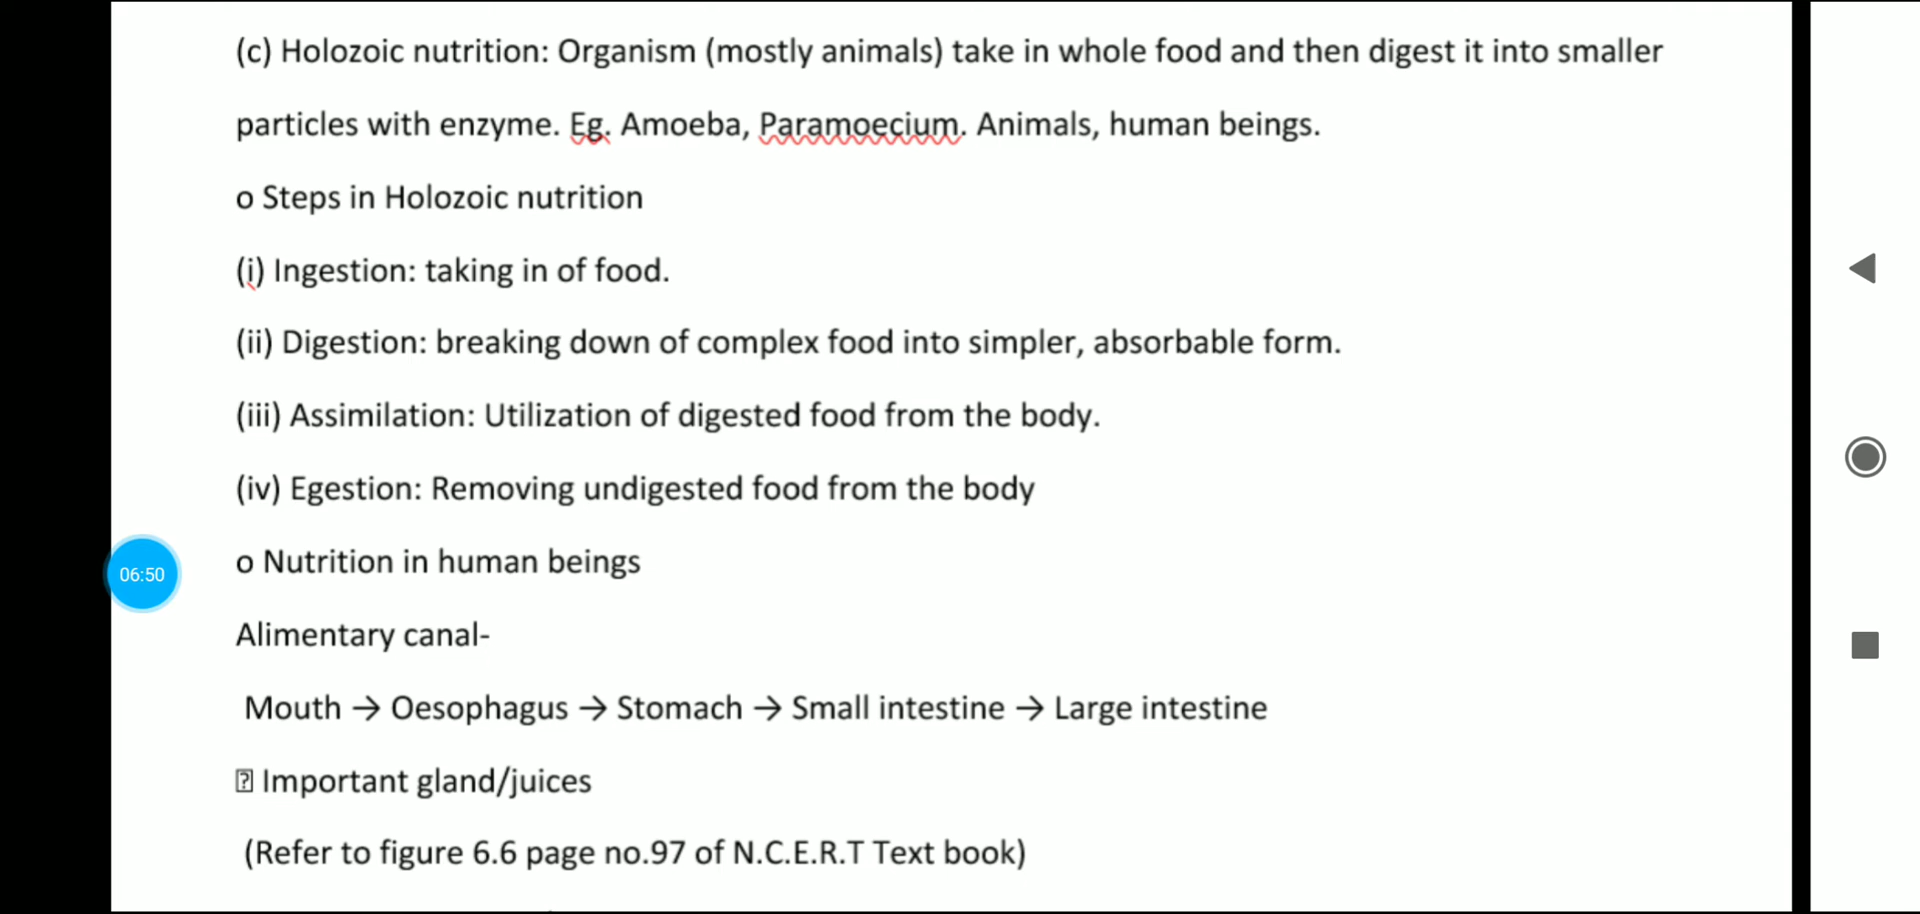 (c) Holozoic nutrition: Organism (mostly animals) take in whole food and then digest it into smaller
particles with enzyme. Eg. Amoeba, Paramoecium. Animals, human beings.
o Steps in Holozoic nutrition
(i) Ingestion: taking in of food.
(ii) Digestion: breaking down of complex food into simpler, absorbable form.
(iii) Assimilation: Utilization of digested food from the body.
(iv) Egestion: Removing undigested food from the body
o Nutrition in human beings
06:50
Alimentary canal-
Mouth → Oesophagus → Stomach → Small intestine → Large intestine
⍰ Important gland/juices
(Refer to figure 6.6 page no.97 of N.C.E.R.T Text book)